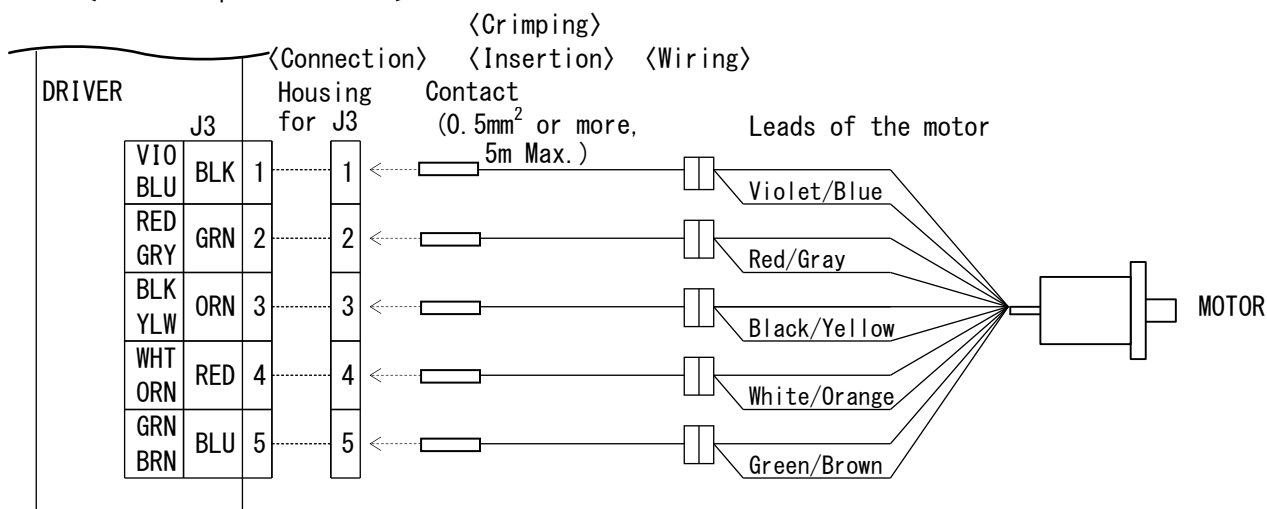 〈Crimping〉
〈Connection〉 〈Insertion〉 〈Wiring〉
DRIVER
Housing for J3
Contact
(0.5mm² or more,
5m Max.)
Leads of the motor
J3
VIO BLU BLK 1 1 Violet/Blue
RED GRY GRN 2 2 Red/Gray
BLK YLW ORN 3 3 Black/Yellow
MOTOR
WHT ORN RED 4 4 White/Orange
GRN BRN BLU 5 5 Green/Brown